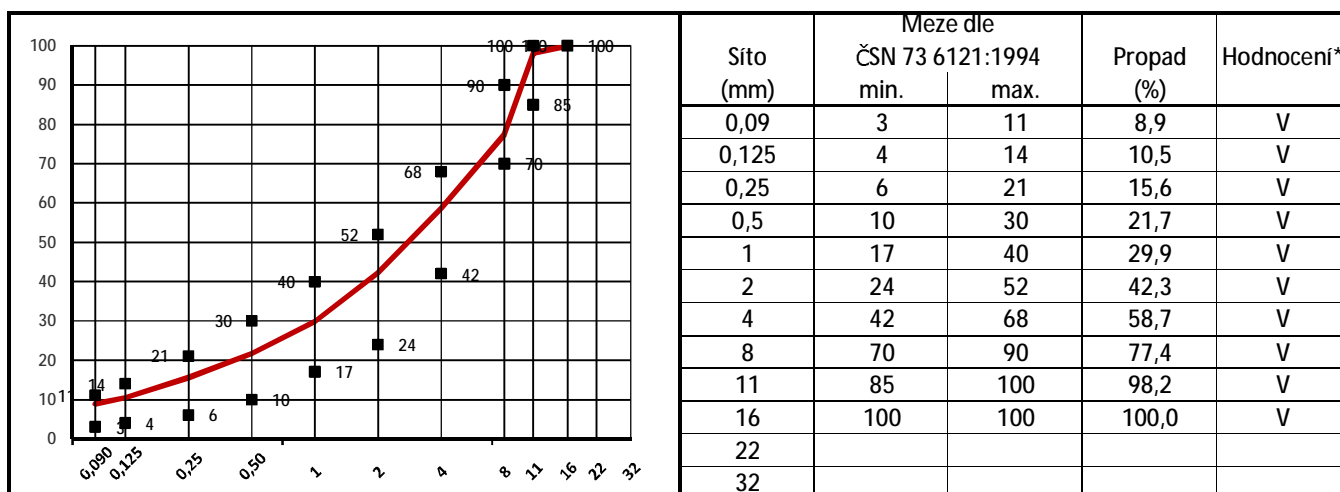 100
90
80
70
60
50
40
30
20
10
0
100 100 100 100
90
85
68
70
52
42
40
30
24
21
17
14
11
10
6
4
3
0,090 0,125 0,25 0,50 1 2 4 8 11 16 22 32
Síto (mm) | Meze dle ČSN 73 6121:1994 min. | max. | Propad (%) | Hodnocení*
0,09 3 11 8,9 V
0,125 4 14 10,5 V
0,25 6 21 15,6 V
0,5 10 30 21,7 V
1 17 40 29,9 V
2 24 52 42,3 V
4 42 68 58,7 V
8 70 90 77,4 V
11 85 100 98,2 V
16 100 100 100,0 V
22
32